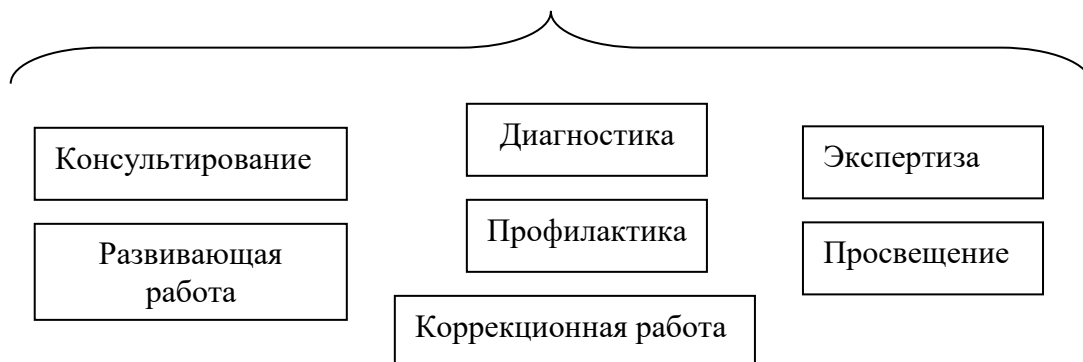 Консультирование
Развивающая
работа
Диагностика
Профилактика
Коррекционная работа
Экспертиза
Просвещение